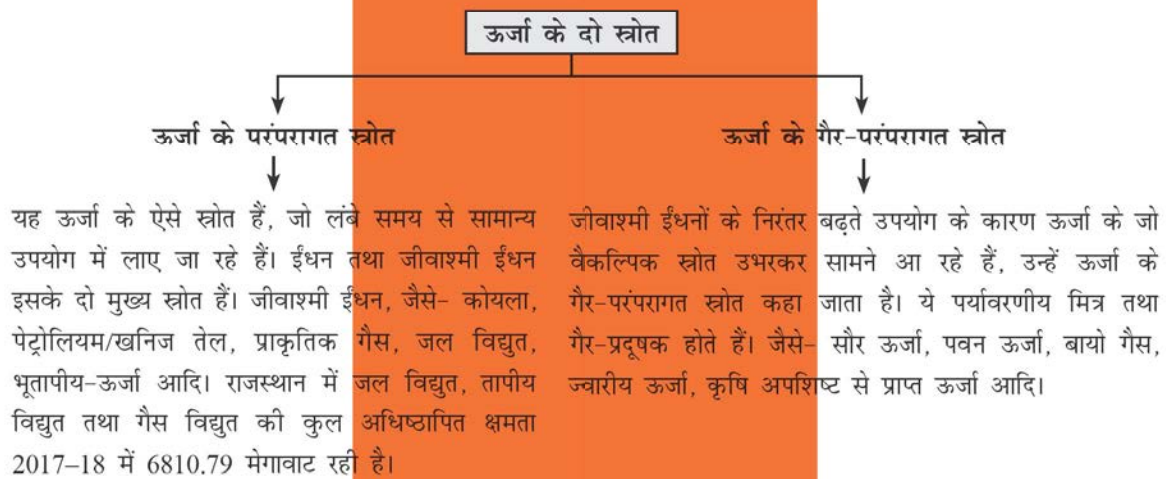 ऊर्जा के दो स्त्रोत
ऊर्जा के परंपरागत स्त्रोत
यह ऊर्जा के ऐसे स्रोत हैं, जो लंबे समय से सामान्य
उपयोग में लाए जा रहे हैं। ईंधन तथा जीवाश्मी ईंधन
इसके दो मुख्य स्रोत हैं। जीवाश्मी ईंधन, जैसे- कोयला,
पेट्रोलियम/खनिज तेल, प्राकृतिक गैस, जल विद्युत,
भूतापीय-ऊर्जा आदि। राजस्थान में जल विद्युत, तापीय
विद्युत तथा गैस विद्युत की कुल अधिष्ठापित क्षमता
2017–18 में 6810.79 मेगावाट रही है।
ऊर्जा के गैर-परंपरागत स्त्रोत
जीवाश्मी ईंधनों के निरंतर बढ़ते उपयोग के कारण ऊर्जा के जो
वैकल्पिक स्रोत उभरकर सामने आ रहे हैं, उन्हें ऊर्जा के
गैर-परंपरागत स्रोत कहा जाता है। ये पर्यावरणीय मित्र तथा
गैर-प्रदूषक होते हैं। जैसे- सौर ऊर्जा, पवन ऊर्जा, बायो गैस,
ज्वारीय ऊर्जा, कृषि अपशिष्ट से प्राप्त ऊर्जा आदि।